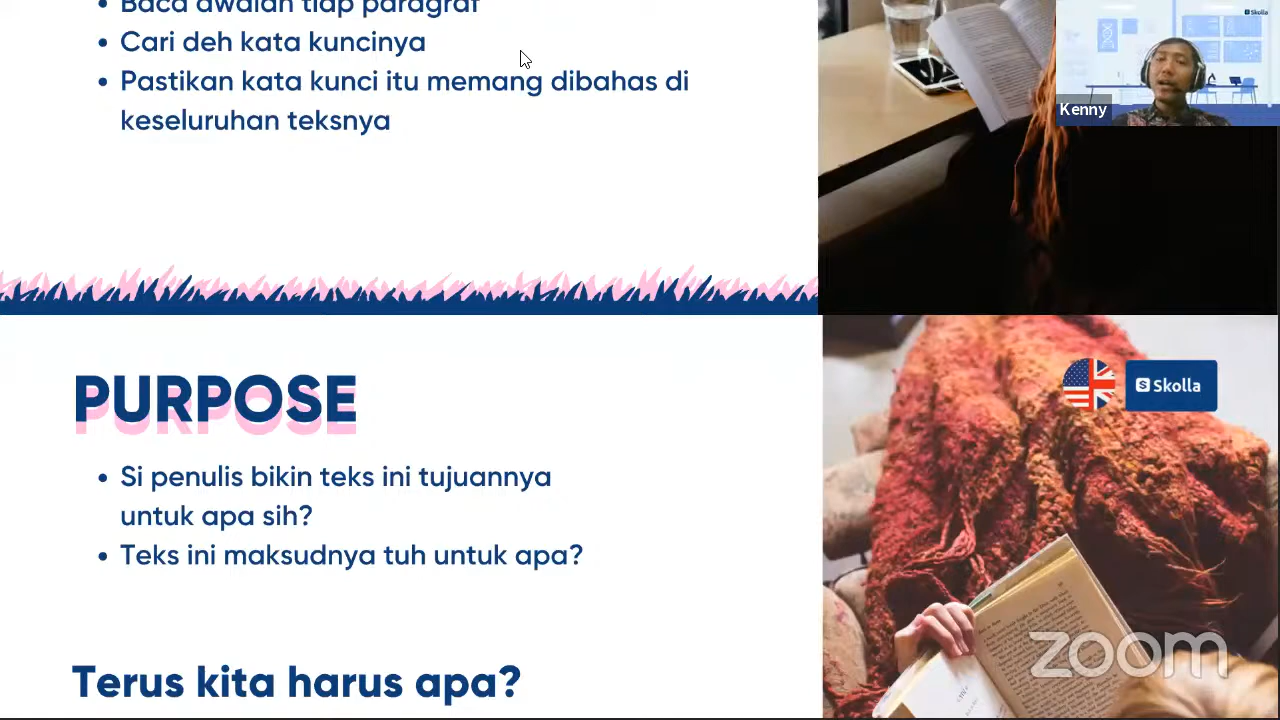 Baca awalan tiap paragraf
Cari deh kata kuncinya
Pastikan kata kunci itu memang dibahas di
keseluruhan teksnya
Skolla
Kenny
PURPOSE
Skolla
Si penulis bikin teks ini tujuannya
untuk apa sih?
Teks ini maksudnya tuh untuk apa?
Terus kita harus apa?
zoom